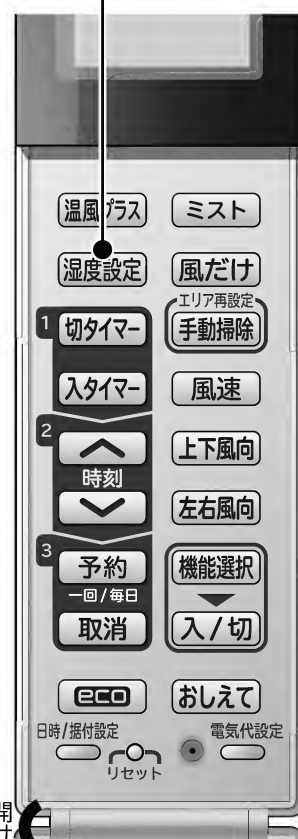 温風プラス ミスト
湿度設定 風だけ
エリア再設定
1 切タイマー 手動掃除
入タイマー 風速
2
上下風向
時刻
左右風向
3 予約 機能選択
一回/毎日
取消 入/切
eco おしえて
日時/据付設定 電気代設定
リセット
開
け